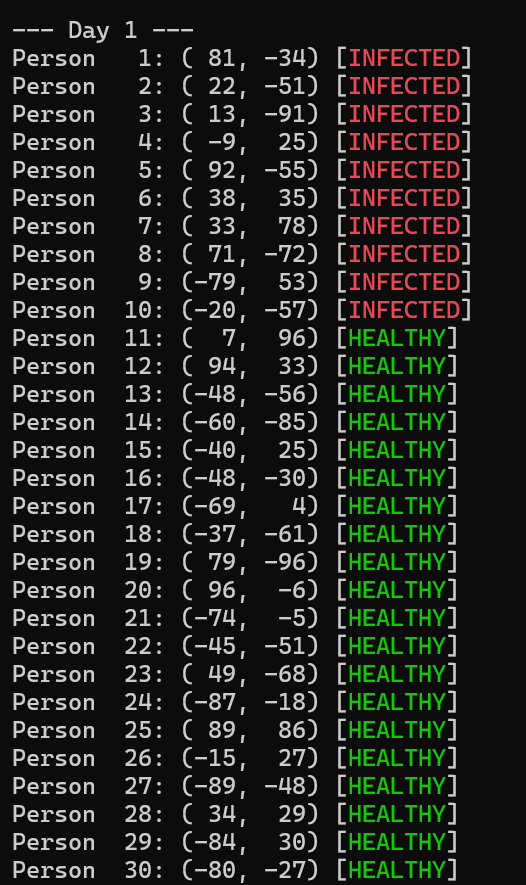 --- Day 1 ---
Person   1: ( 81, -34) [INFECTED]
Person   2: ( 22, -51) [INFECTED]
Person   3: ( 13, -91) [INFECTED]
Person   4: ( -9,  25) [INFECTED]
Person   5: ( 92, -55) [INFECTED]
Person   6: ( 38,  35) [INFECTED]
Person   7: ( 33,  78) [INFECTED]
Person   8: ( 71, -72) [INFECTED]
Person   9: (-79,  53) [INFECTED]
Person  10: (-20, -57) [INFECTED]
Person  11: (  7,  96) [HEALTHY]
Person  12: ( 94,  33) [HEALTHY]
Person  13: (-48, -56) [HEALTHY]
Person  14: (-60, -85) [HEALTHY]
Person  15: (-40,  25) [HEALTHY]
Person  16: (-48, -30) [HEALTHY]
Person  17: (-69,   4) [HEALTHY]
Person  18: (-37, -61) [HEALTHY]
Person  19: ( 79, -96) [HEALTHY]
Person  20: ( 96,  -6) [HEALTHY]
Person  21: (-74,  -5) [HEALTHY]
Person  22: (-45, -51) [HEALTHY]
Person  23: ( 49, -68) [HEALTHY]
Person  24: (-87, -18) [HEALTHY]
Person  25: ( 89,  86) [HEALTHY]
Person  26: (-15,  27) [HEALTHY]
Person  27: (-89, -48) [HEALTHY]
Person  28: ( 34,  29) [HEALTHY]
Person  29: (-84,  30) [HEALTHY]
Person  30: (-80, -27) [HEALTHY]